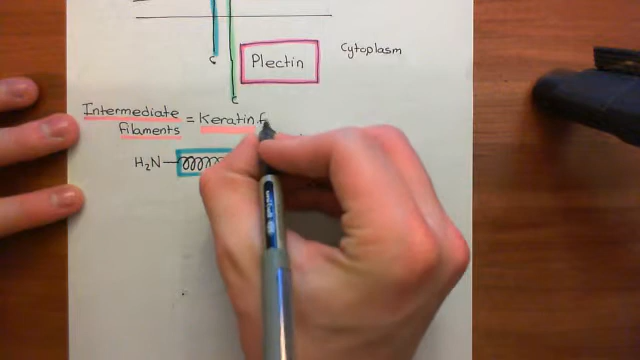 Cytoplasm
Plectin
c
Intermediate = Keratin f
filaments
H₂N